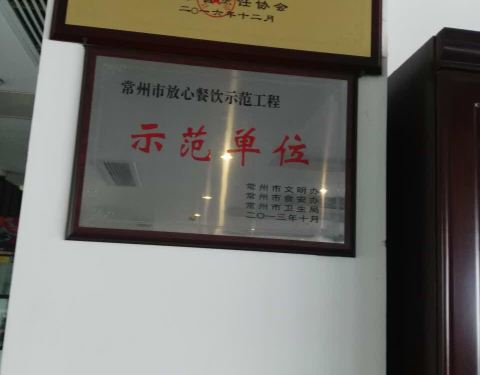 任协会
二〇一六年十二月
常州市放心餐饮示范工程
示范单位
常州市文明办
常州市食安办
常州市卫生局
二〇一三年十月